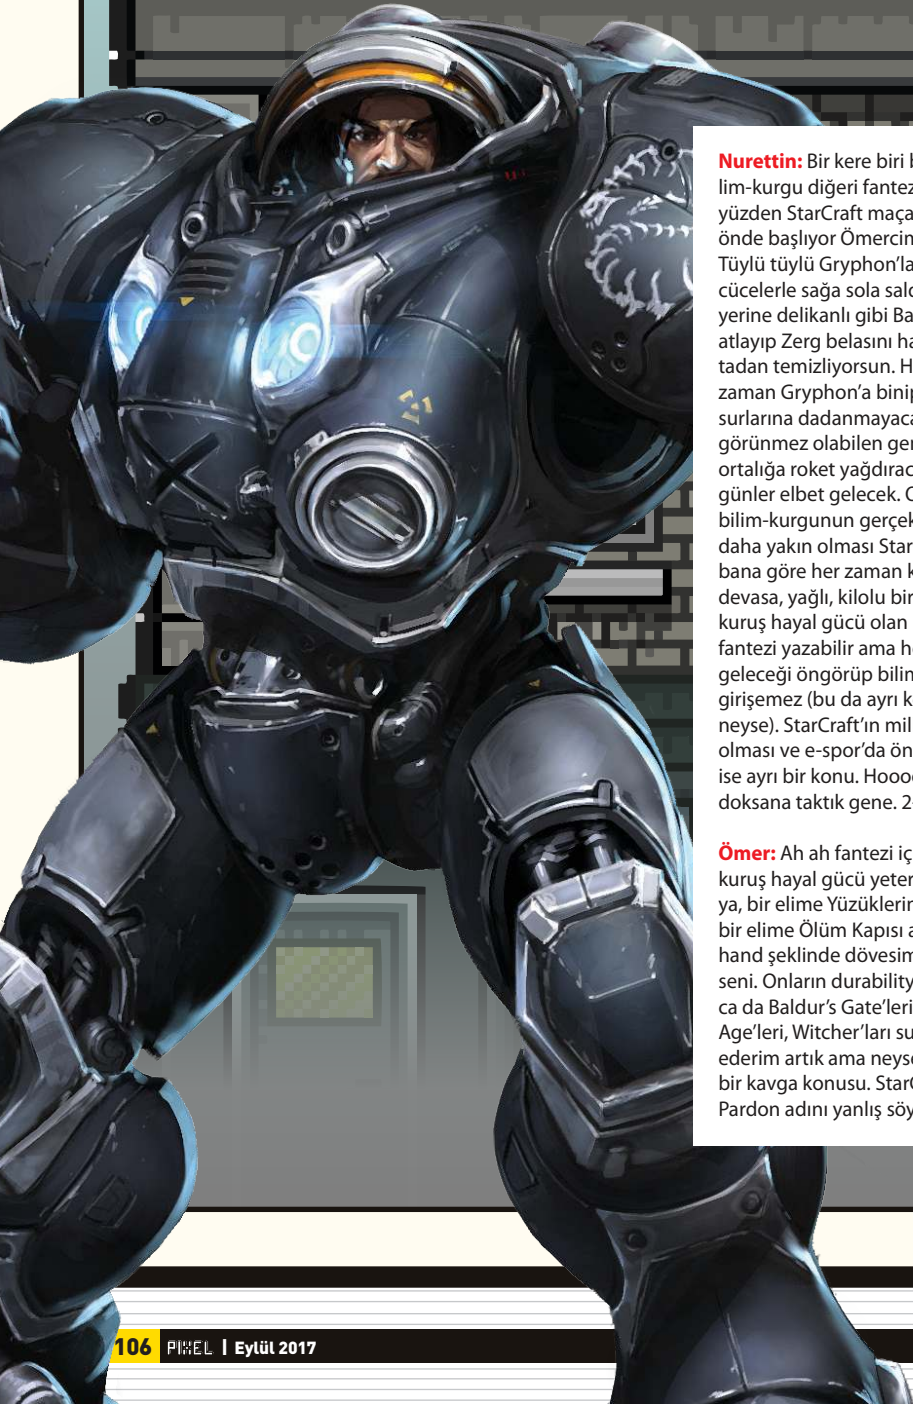 Nurettin: Bir kere biri b
lim-kurgu diğeri fantez
yüzden StarCraft maça
önde başlıyor Ömercin
Tüylü tüylü Gryphon’la
cücelerle sağa sola sald
yerine delikanlı gibi Ba
atlayıp Zerg belasını ha
tadan temizliyorsun. H
zaman Gryphon’a binip
surlarına dadanmayaca
görünmez olabilen ger
ortalığa roket yağdırac
günler elbet gelecek. 
bilim-kurgunun gerçek
daha yakın olması Star
bana göre her zaman k
devasa, yağlı, kilolu bir
kuruş hayal gücü olan
fantezi yazabilir ama he
geleceği öngörüp bilim
girişemez (bu da ayrı k
neyse). StarCraft’ın mil
olması ve e-spor’da ön
ise ayrı bir konu. Hoooo
doksana taktık gene. 2-
Ömer: Ah ah fantezi iç
kuruş hayal gücü yeter
ya, bir elime Yüzüklerin
bir elime Ölüm Kapısı a
hand şeklinde dövesim
seni. Onların durability
ca da Baldur’s Gate’leri
Age’leri, Witcher’ları su
ederim artık ama neyse
bir kavga konusu. StarC
Pardon adını yanlış söy
106 PIXEL | Eylül 2017